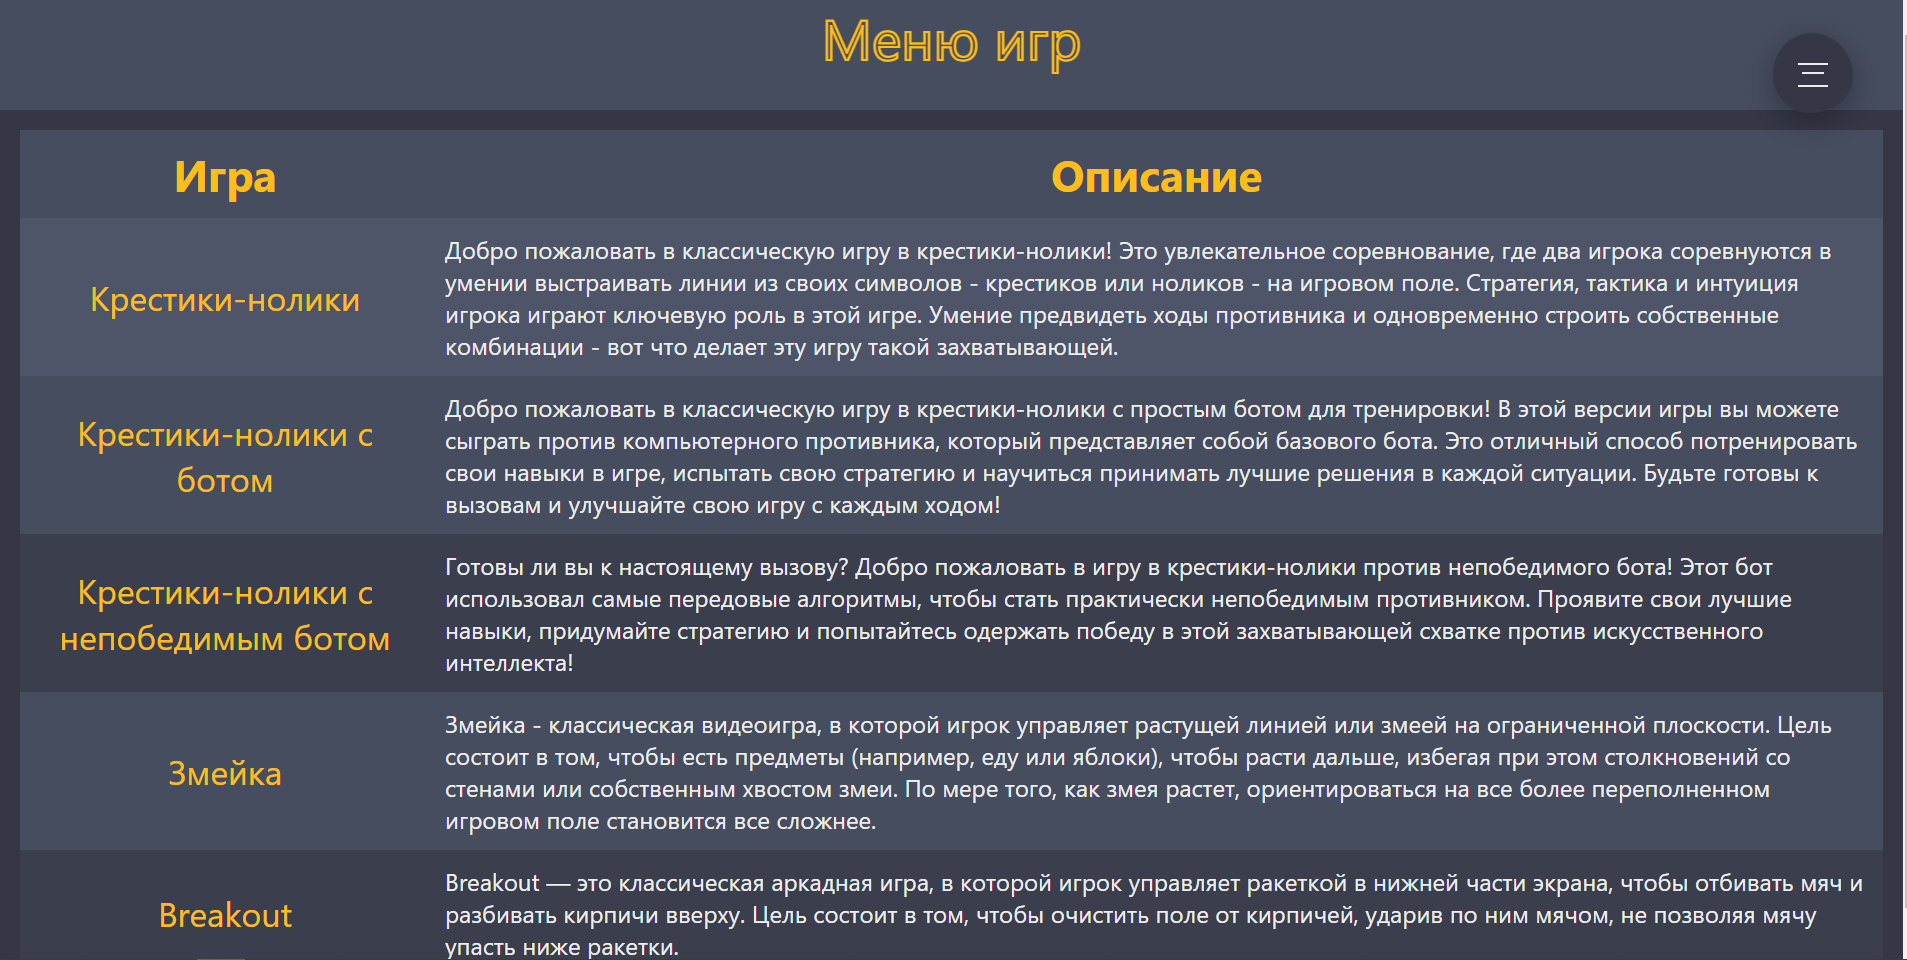 Меню игр
Игра
Описание
Крестики-нолики
Добро пожаловать в классическую игру в крестики-нолики! Это увлекательное соревнование, где два игрока соревнуются в
умении выстраивать линии из своих символов - крестиков или ноликов - на игровом поле. Стратегия, тактика и интуиция
игрока играют ключевую роль в этой игре. Умение предвидеть ходы противника и одновременно строить собственные
комбинации - вот что делает эту игру такой захватывающей.
Крестики-нолики с
ботом
Добро пожаловать в классическую игру в крестики-нолики с простым ботом для тренировки! В этой версии игры вы можете
сыграть против компьютерного противника, который представляет собой базового бота. Это отличный способ потренировать
свои навыки в игре, испытать свою стратегию и научиться принимать лучшие решения в каждой ситуации. Будьте готовы к
вызовам и улучшайте свою игру с каждым ходом!
Крестики-нолики с
непобедимым ботом
Готовы ли вы к настоящему вызову? Добро пожаловать в игру в крестики-нолики против непобедимого бота! Этот бот
использовал самые передовые алгоритмы, чтобы стать практически непобедимым противником. Проявите свои лучшие
навыки, придумайте стратегию и попытайтесь одержать победу в этой захватывающей схватке против искусственного
интеллекта!
Змейка
Змейка - классическая видеоигра, в которой игрок управляет растущей линией или змеей на ограниченной плоскости. Цель
состоит в том, чтобы есть предметы (например, еду или яблоки), чтобы расти дальше, избегая при этом столкновений со
стенами или собственным хвостом змеи. По мере того, как змея растет, ориентироваться на все более переполненном
игровом поле становится все сложнее.
Breakout
Breakout — это классическая аркадная игра, в которой игрок управляет ракеткой в нижней части экрана, чтобы отбивать мяч и
разбивать кирпичи вверху. Цель состоит в том, чтобы очистить поле от кирпичей, ударив по ним мячом, не позволяя мячу
упасть ниже ракетки.